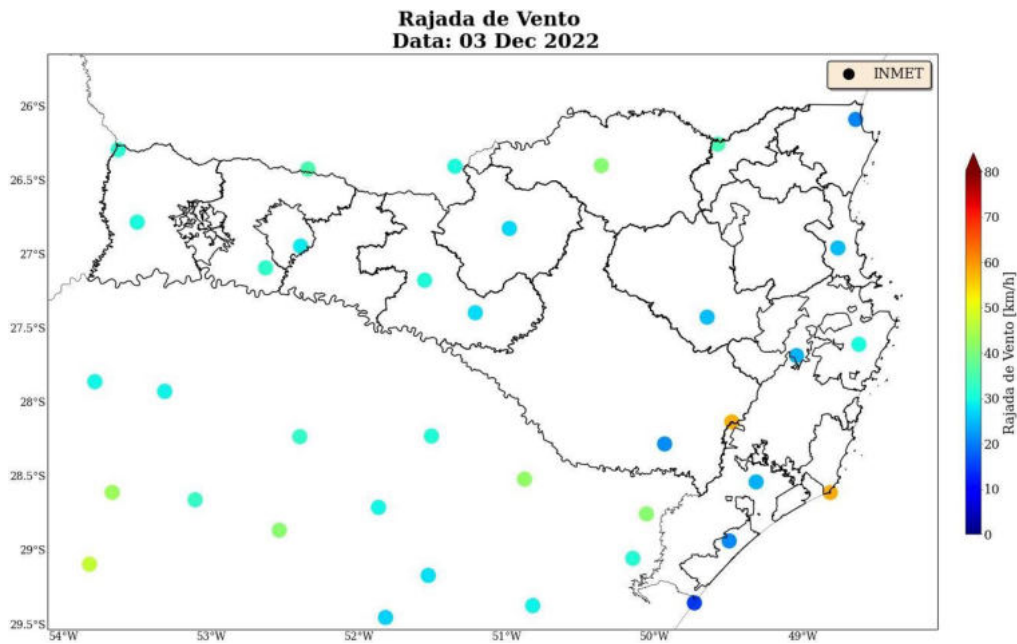 Rajada de Vento
Data: 03 Dec 2022
INMET
26°S
26.5°S
27°S
27.5°S
28°S
28.5°S
29°S
29.5°S
54°W
53°W
52°W
51°W
50°W
49°W
80
70
60
50
40
30
20
10
0
Rajada de Vento [km/h]